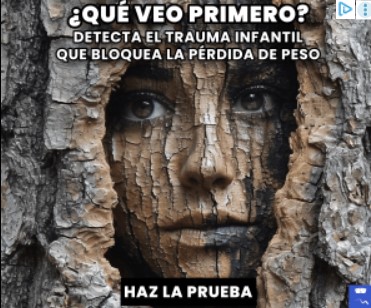 ¿QUÉ VEO PRIMERO?
DETECTA EL TRAUMA INFANTIL
QUE BLOQUEA LA PÉRDIDA DE PESO
HAZ LA PRUEBA